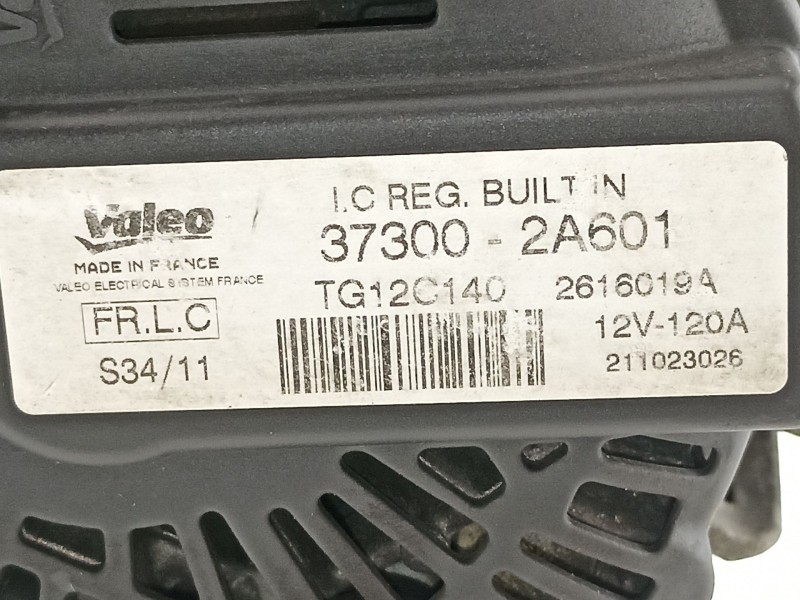 Valeo
MADE IN FRANCE
VALEO ELECTRICAL SYSTEM FRANCE
FR.L.C
S34/11
I.C REG. BUILT IN
37300 - 2A601
TG12C140 2616019A
12V-120A
211023026